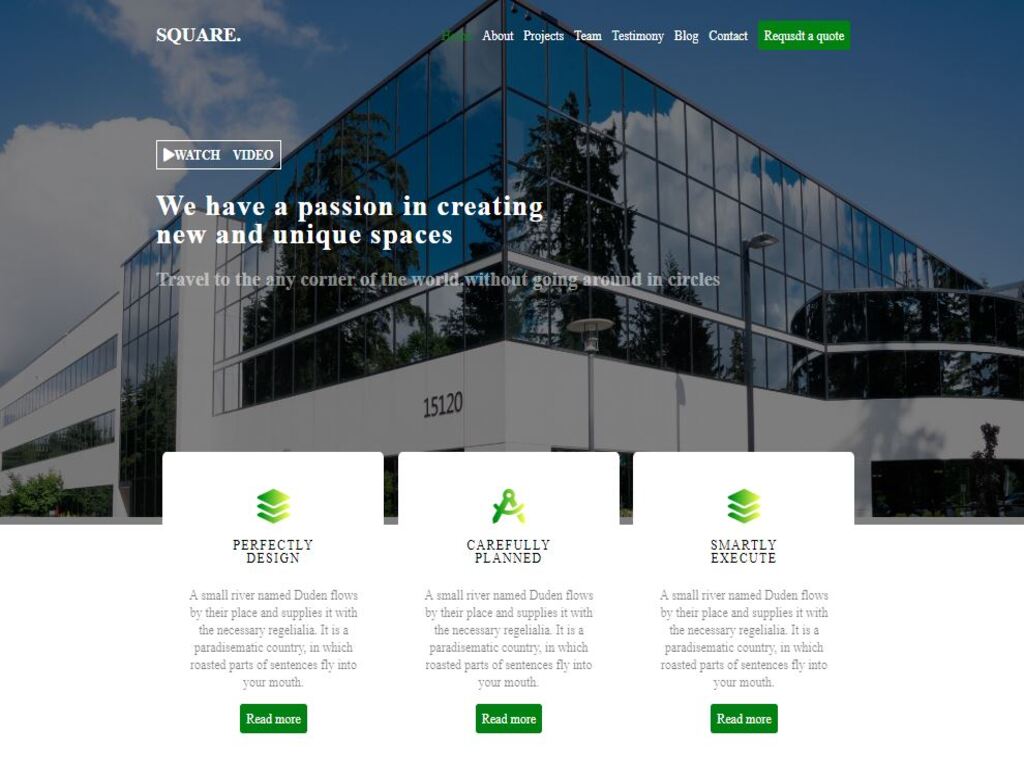 SQUARE.
Home About Projects Team Testimony Blog Contact Requsdt a quote
WATCH VIDEO
We have a passion in creating
new and unique spaces
Travel to the any corner of the world,without going around in circles
15120
PERFECTLY
DESIGN
A small river named Duden flows
by their place and supplies it with
the necessary regelialia. It is a
paradisematic country, in which
roasted parts of sentences fly into
your mouth.
Read more
CAREFULLY
PLANNED
A small river named Duden flows
by their place and supplies it with
the necessary regelialia. It is a
paradisematic country, in which
roasted parts of sentences fly into
your mouth.
Read more
SMARTLY
EXECUTE
A small river named Duden flows
by their place and supplies it with
the necessary regelialia. It is a
paradisematic country, in which
roasted parts of sentences fly into
your mouth.
Read more